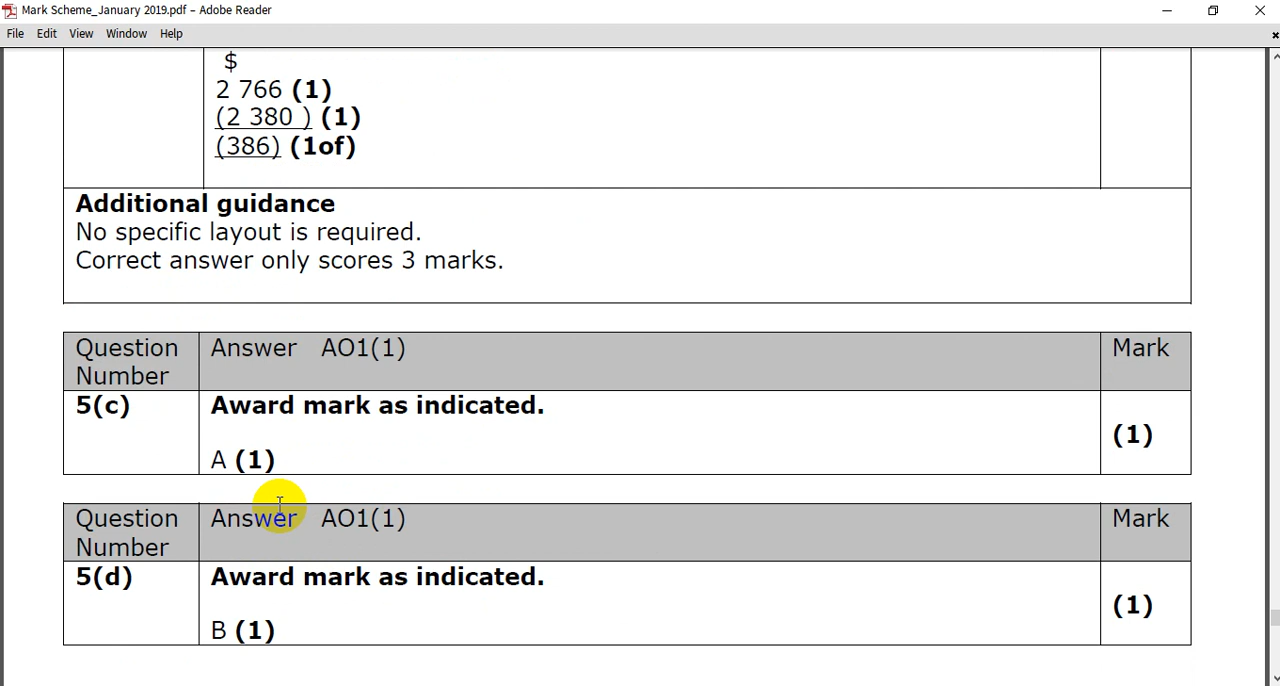 Mark Scheme_January 2019.pdf - Adobe Reader
File Edit View Window Help
$
2 766 (1)
(2 380 ) (1)
(386) (1of)
Additional guidance
No specific layout is required.
Correct answer only scores 3 marks.
Question Number Answer AO1(1) Mark
5(c) Award mark as indicated.
(1)
A (1)
Question Number Answer AO1(1) Mark
5(d) Award mark as indicated.
(1)
B (1)